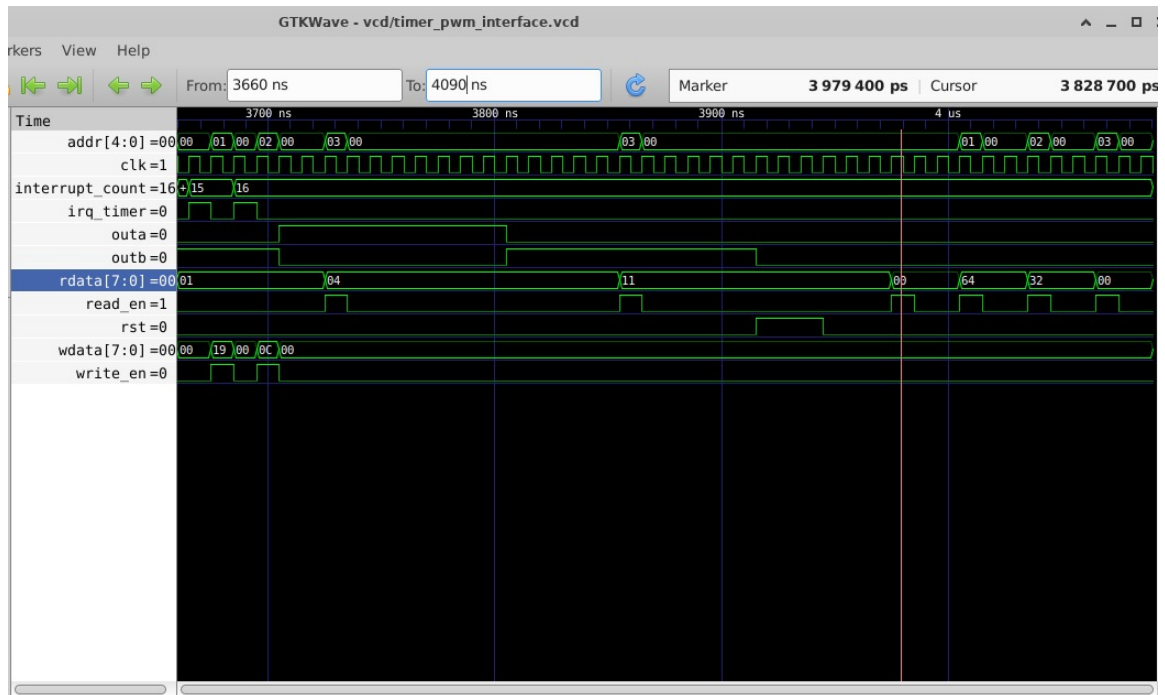 GTKWave - vcd/timer_pwm_interface.vcd
rkers View Help
From: 3660 ns To: 4090 ns Marker 3 979 400 ps Cursor 3 828 700 ps
Time 3700 ns 3800 ns 3900 ns 4 us
addr[4:0] =00 00 01 00 02 00 03 00 03 00 01 00 02 00 03 00
clk=1
interrupt_count=16 + 15 16
irq_timer=0
outa=0
outb=0
rdata[7:0] =00 01 04 11 00 64 32 00
read_en=1
rst=0
wdata[7:0] =00 00 19 00 0C 00
write_en=0